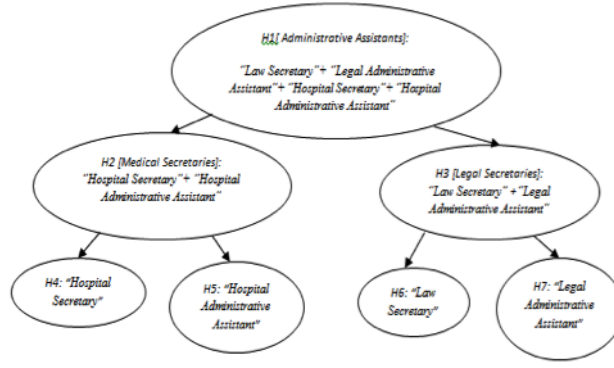 H1[ Administrative Assistants]:
"Law Secretary"+ "Legal Administrative
Assistant"+ "Hospital Secretary"+ "Hospital
Administrative Assistant"
H2 [Medical Secretaries]:
"Hospital Secretary"+ "Hospital
Administrative Assistant"
H3 [Legal Secretaries]:
"Law Secretary" +"Legal
Administrative Assistant"
H4: "Hospital
Secretary"
H5: "Hospital
Administrative
Assistant"
H6: "Law
Secretary"
H7: "Legal
Administrative
Assistant"